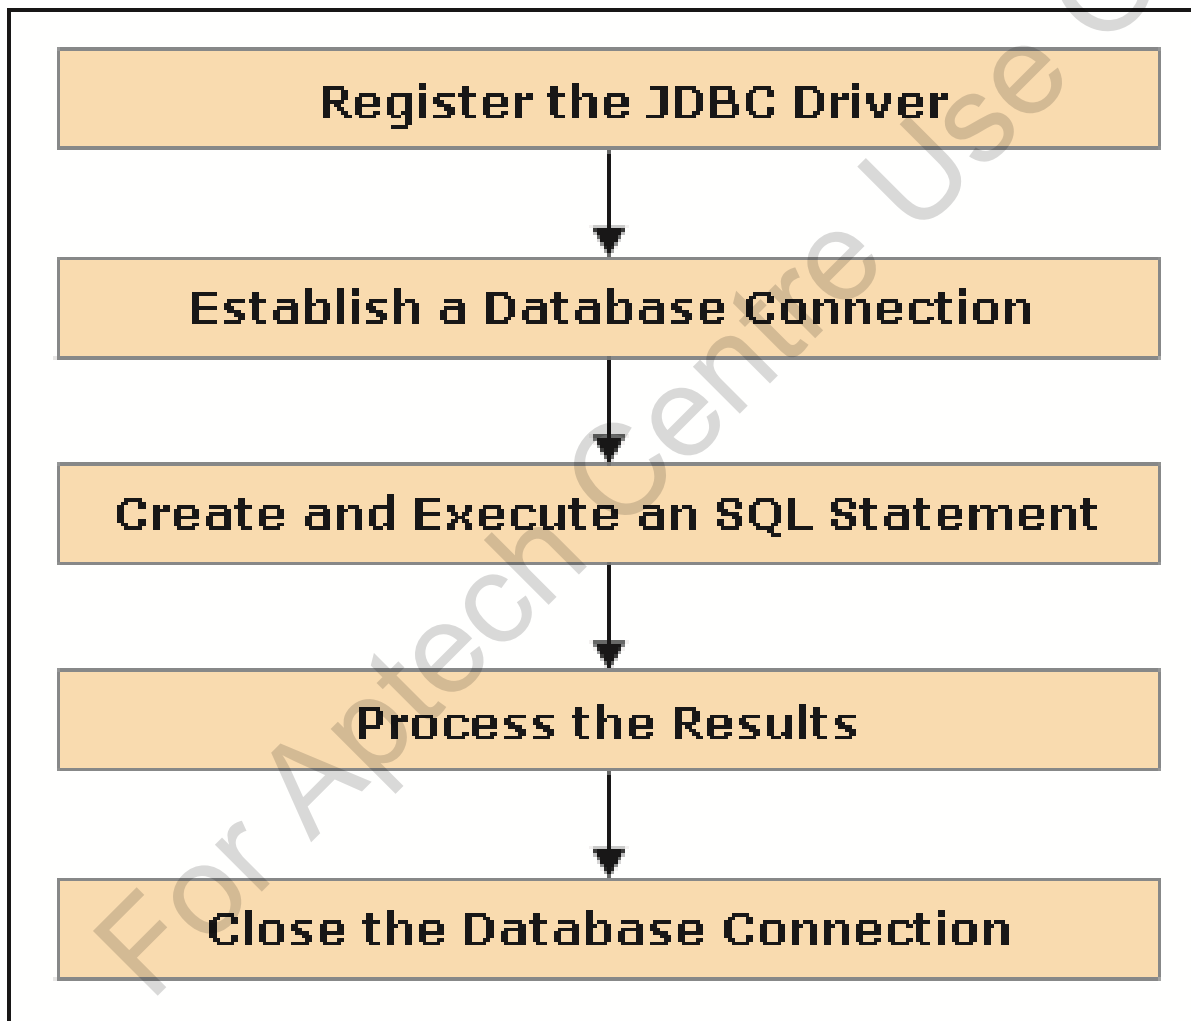 Register the JDBC Driver
Establish a Database Connection
Create and Execute an SQL Statement
Process the Results
Close the Database Connection
For Aptech Centre Use